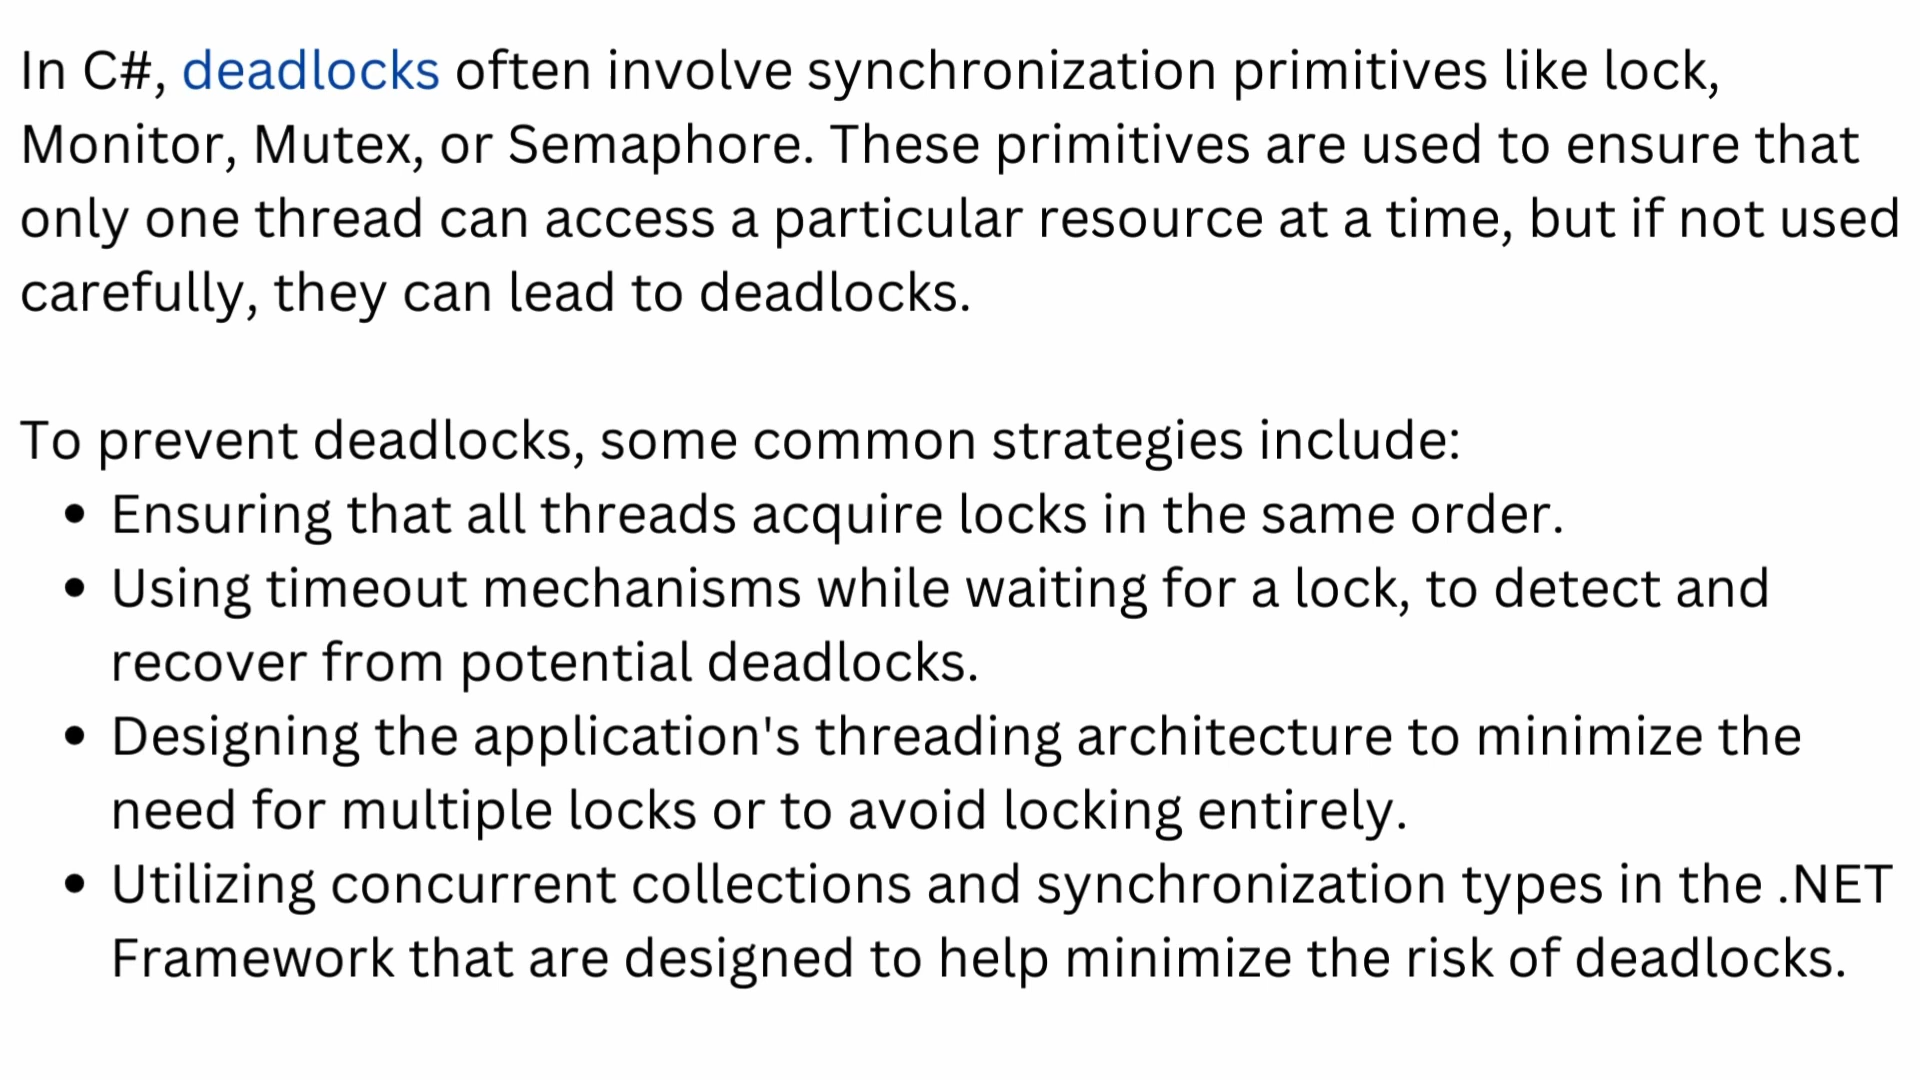 In C#, deadlocks often involve synchronization primitives like lock,
Monitor, Mutex, or Semaphore. These primitives are used to ensure that
only one thread can access a particular resource at a time, but if not used
carefully, they can lead to deadlocks.
To prevent deadlocks, some common strategies include:
• Ensuring that all threads acquire locks in the same order.
• Using timeout mechanisms while waiting for a lock, to detect and
recover from potential deadlocks.
• Designing the application's threading architecture to minimize the
need for multiple locks or to avoid locking entirely.
• Utilizing concurrent collections and synchronization types in the .NET
Framework that are designed to help minimize the risk of deadlocks.